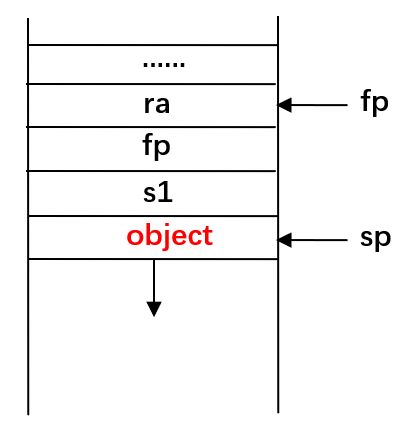 ......
ra
fp
fp
s1
object
sp